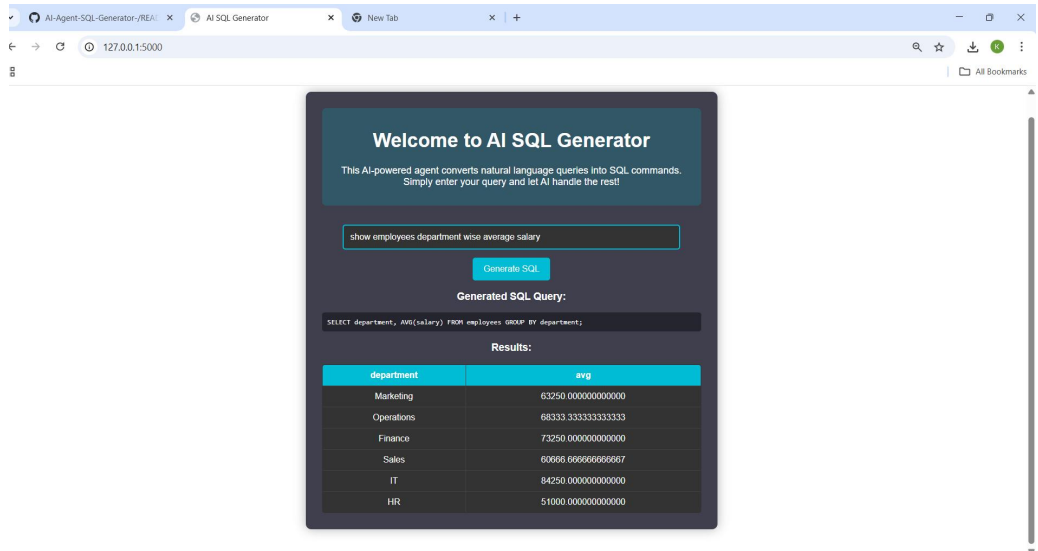 AI-Agent-SQL-Generator-/REA
AI SQL Generator
New Tab
127.0.0.1:5000
K
All Bookmarks
Welcome to AI SQL Generator
This AI-powered agent converts natural language queries into SQL commands.
Simply enter your query and let AI handle the rest!
show employees department wise average salary
Generate SQL
Generated SQL Query:
SELECT department, AVG(salary) FROM employees GROUP BY department;
Results:
department avg
Marketing 63250.000000000000
Operations 68333.333333333333
Finance 73250.000000000000
Sales 60666.666666666667
IT 84250.000000000000
HR 51000.000000000000